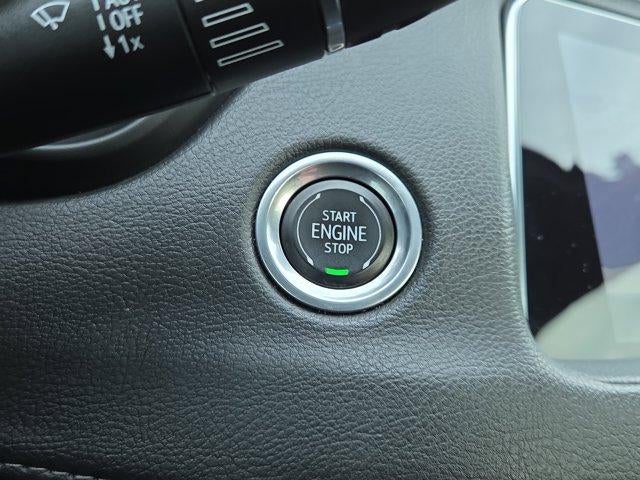 OFF
1x
START
ENGINE
STOP